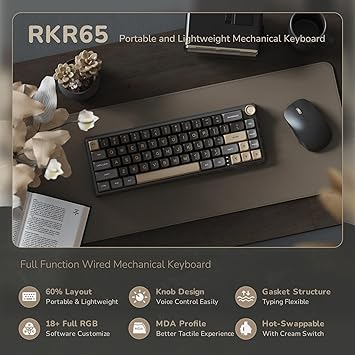 RKR65 Portable and Lightweight Mechanical Keyboard
Full Function Wired Mechanical Keyboard
60% Layout
Portable & Lightweight
Knob Design
Voice Control Easily
Gasket Structure
Typing Flexible
18+ Full RGB
Software Customize
MDA Profile
Better Tactile Experience
Hot-Swappable
With Cream Switch